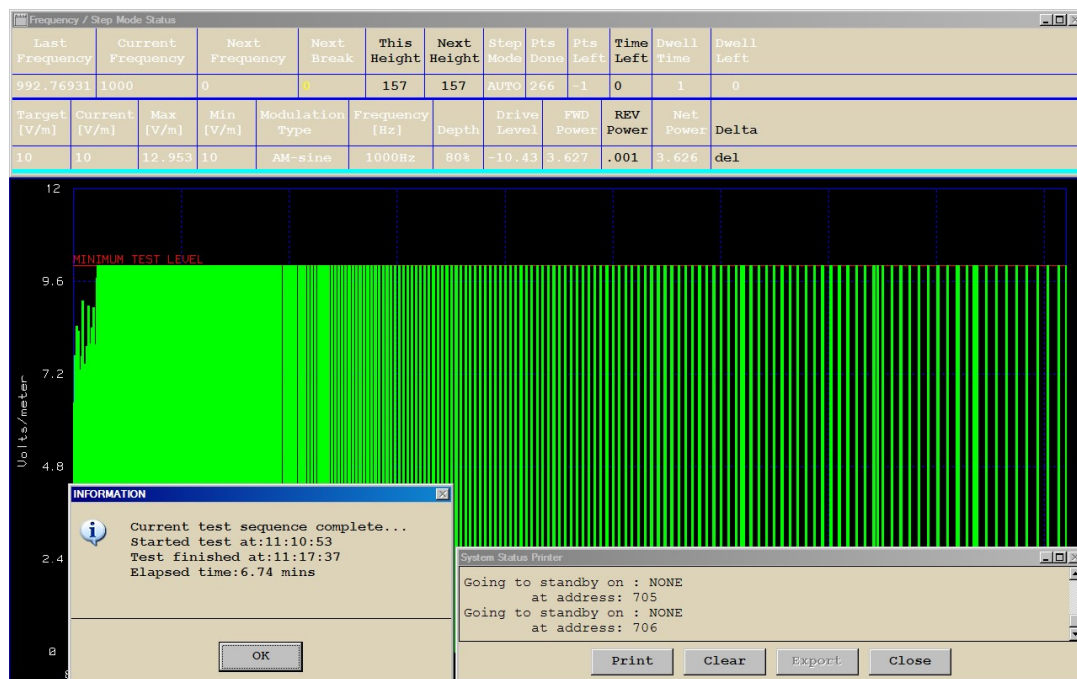 Frequency / Step Mode Status
Last Frequency Current Frequency Next Frequency Next Break This Height Next Height Step Mode Pts Done Pts Left Time Left Dwell Time Dwell Left
992.76931 1000 0 0 157 157 AUTO 266 -1 0 1 0
Target [V/m] Current [V/m] Max [V/m] Min [V/m] Modulation Type Frequency [Hz] Depth Drive Level FWD Power REV Power Net Power Delta
10 10 12.953 10 AM-sine 1000Hz 80% -10.43 3.627 .001 3.626 del
12
MINIMUM TEST LEVEL
9.6
7.2
Volts/meter
4.8
2.4
0
8
INFORMATION
Current test sequence complete...
Started test at:11:10:53
Test finished at:11:17:37
Elapsed time:6.74 mins
OK
System Status Printer
Going to standby on : NONE
at address: 705
Going to standby on : NONE
at address: 706
Print Clear Export Close